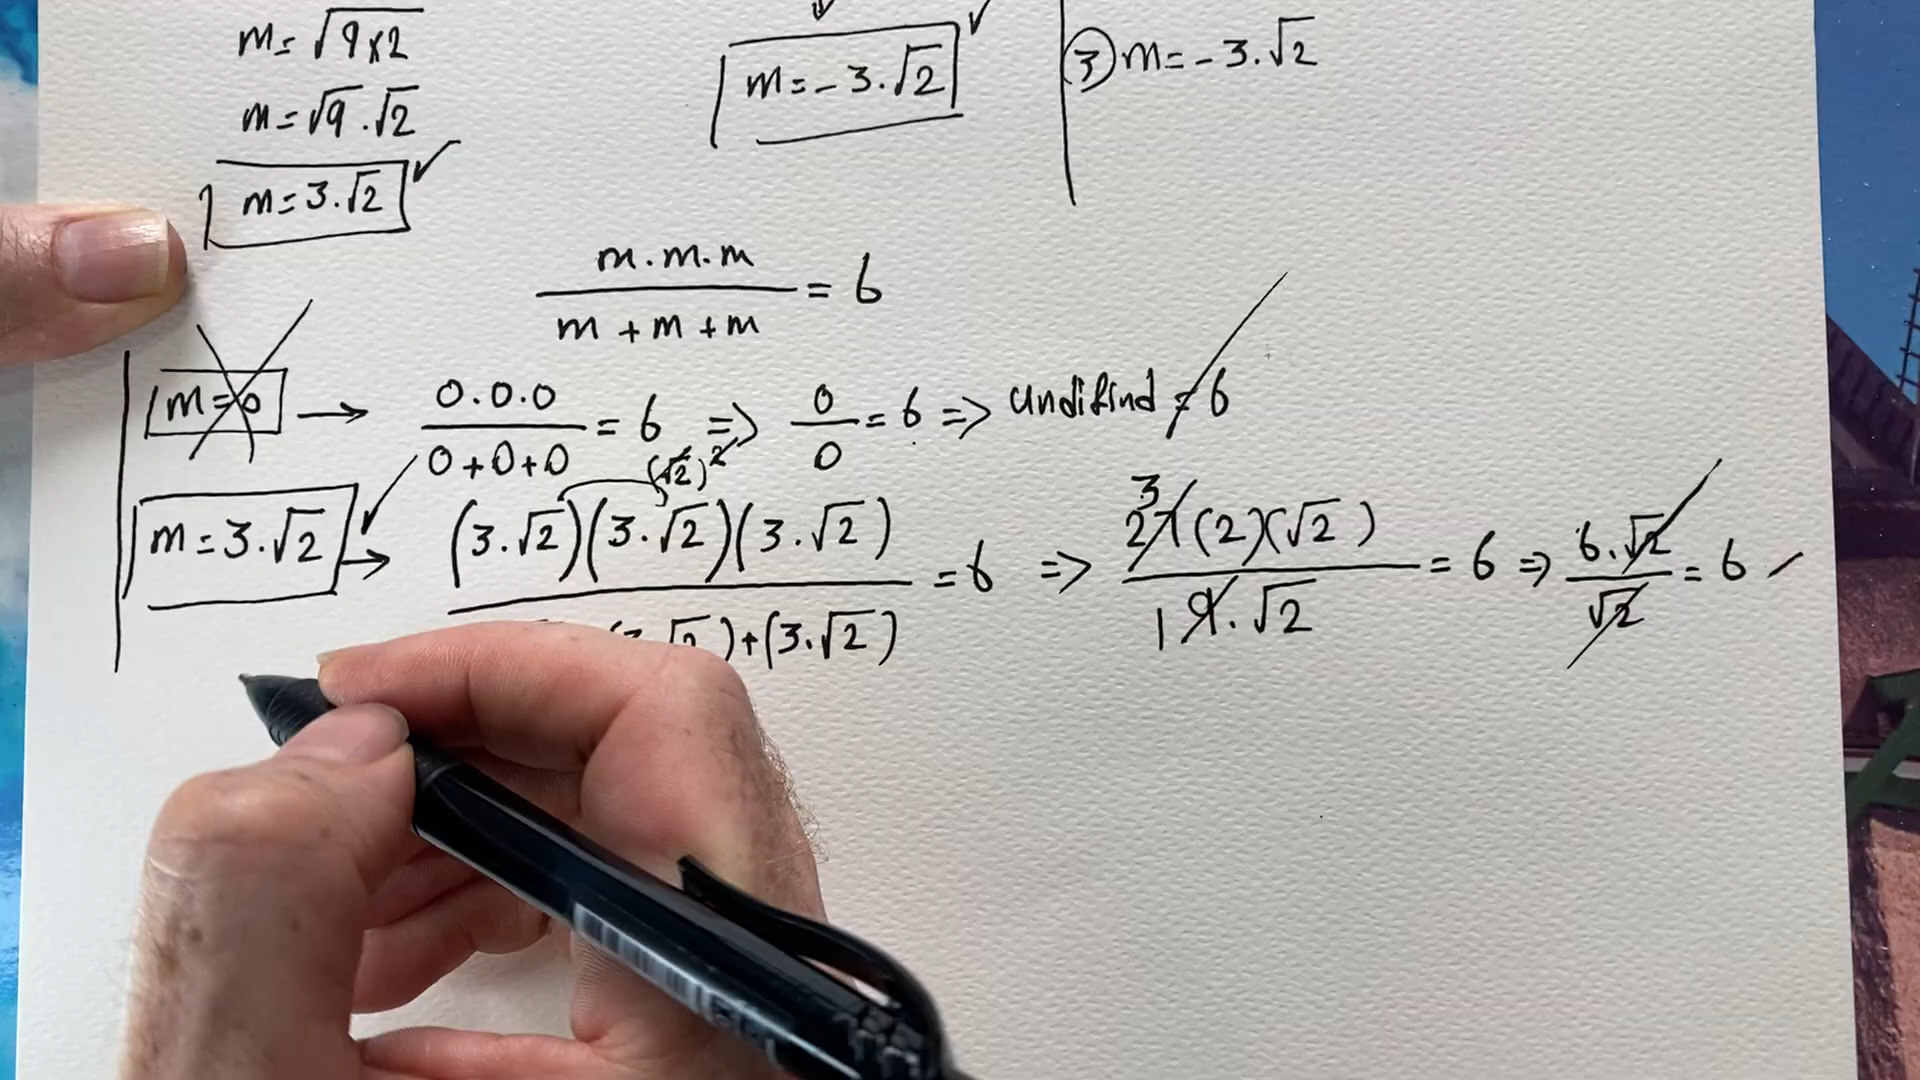 m = √9×2
m = √9 . √2
m = 3.√2 ✓
m = - 3.√2 ✓
③ m = - 3.√2
m . m . m / m + m + m = 6
m = 0 → 0 . 0 . 0 / 0 + 0 + 0 = 6 => 0 / 0 = 6 => undifind ≠ 6
(√2)²
m = 3.√2 → (3.√2)(3.√2)(3.√2) / (3.√2)+(3.√2) = 6 => 27(2)(√2) / 9.√2 = 6 => 6.√2 / √2 = 6 ✓
3
1